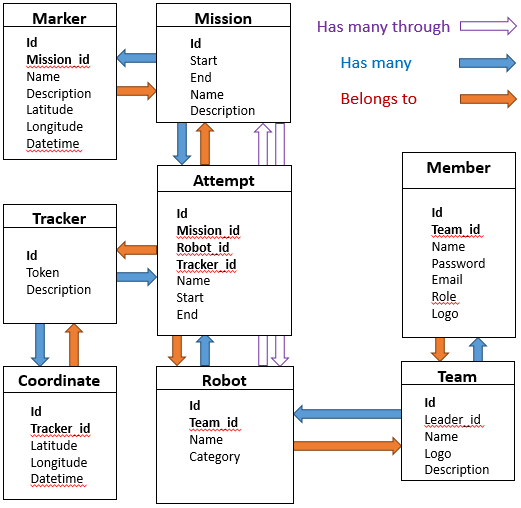 Marker
Id
Mission_id
Name
Description
Latitude
Longitude
Datetime
Mission
Id
Start
End
Name
Description
Has many through
Has many
Belongs to
Attempt
Id
Mission_id
Robot_id
Tracker_id
Name
Start
End
Member
Id
Team_id
Name
Password
Email
Role
Logo
Tracker
Id
Token
Description
Coordinate
Id
Tracker_id
Latitude
Longitude
Datetime
Robot
Id
Team_id
Name
Category
Team
Id
Leader_id
Name
Logo
Description